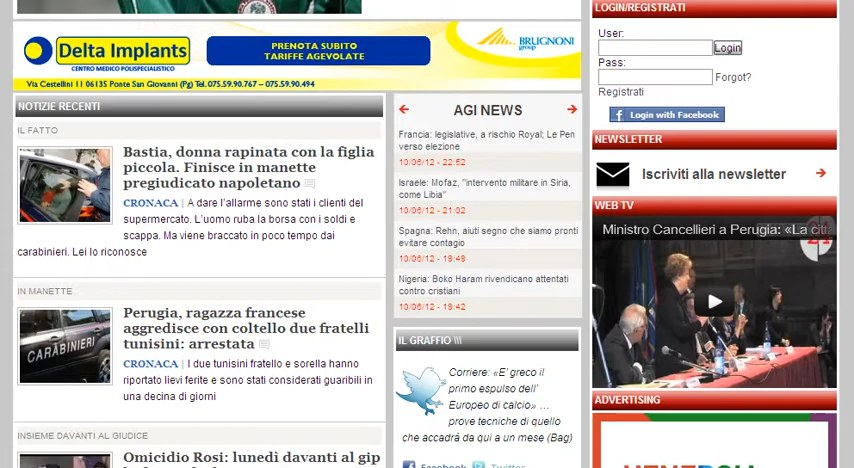 Delta Implants
CENTRO MEDICO POLISPECIALISTICO
PRENOTA SUBITO
TARIFFE AGEVOLATE
BRUGNONI
group
Via Cestellini 11 06135 Ponte San Giovanni (Pg) Tel. 075.59.90.767 – 075.59.90.494
NOTIZIE RECENTI
IL FATTO
Bastia, donna rapinata con la figlia
piccola. Finisce in manette
pregiudicato napoletano
CRONACA | A dare l'allarme sono stati i clienti del
supermercato. L'uomo ruba la borsa con i soldi e
scappa. Ma viene braccato in poco tempo dai
carabinieri. Lei lo riconosce
IN MANETTE
Perugia, ragazza francese
aggredisce con coltello due fratelli
tunisini: arrestata
CARABINIERI
CRONACA | I due tunisini fratello e sorella hanno
riportato lievi ferite e sono stati considerati guaribili in
una decina di giorni
INSIEME DAVANTI AL GIUDICE
Omicidio Rosi: lunedì davanti al gip
AGI NEWS
Francia: legislative, a rischio Royal; Le Pen
verso elezione
10/06/12 - 22:52
Israele: Mofaz, "intervento militare in Siria,
come Libia"
10/06/12 - 21:02
Spagna: Rehn, aiuti segno che siamo pronti
evitare contagio
10/06/12 - 19:49
Nigeria: Boko Haram rivendicano attentati
contro cristiani
10/06/12 - 19:42
IL GRAFFIO \\\
Corriere: «E' greco il
primo espulso dell'
Europeo di calcio» …
prove tecniche di quello
che accadrà da qui a un mese (Bag)
Facebook
Twitter
LOGIN/REGISTRATI
User:
Login
Pass:
Forgot?
Registrati
Login with Facebook
NEWSLETTER
Iscriviti alla newsletter
WEB TV
Ministro Cancellieri a Perugia: «La citt
ADVERTISING